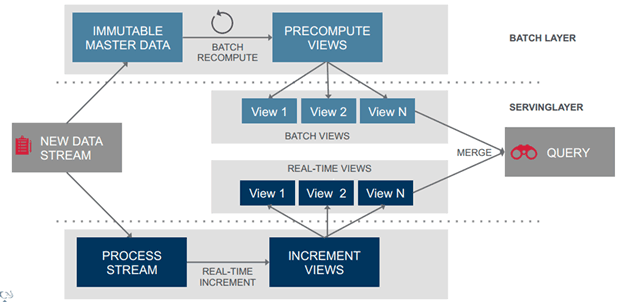 IMMUTABLE
MASTER DATA
BATCH
RECOMPUTE
PRECOMPUTE
VIEWS
BATCH LAYER
View 1
View 2
View N
BATCH VIEWS
SERVINGLAYER
NEW DATA
STREAM
MERGE
QUERY
REAL-TIME VIEWS
View 1
View 2
View N
PROCESS
STREAM
REAL-TIME
INCREMENT
INCREMENT
VIEWS